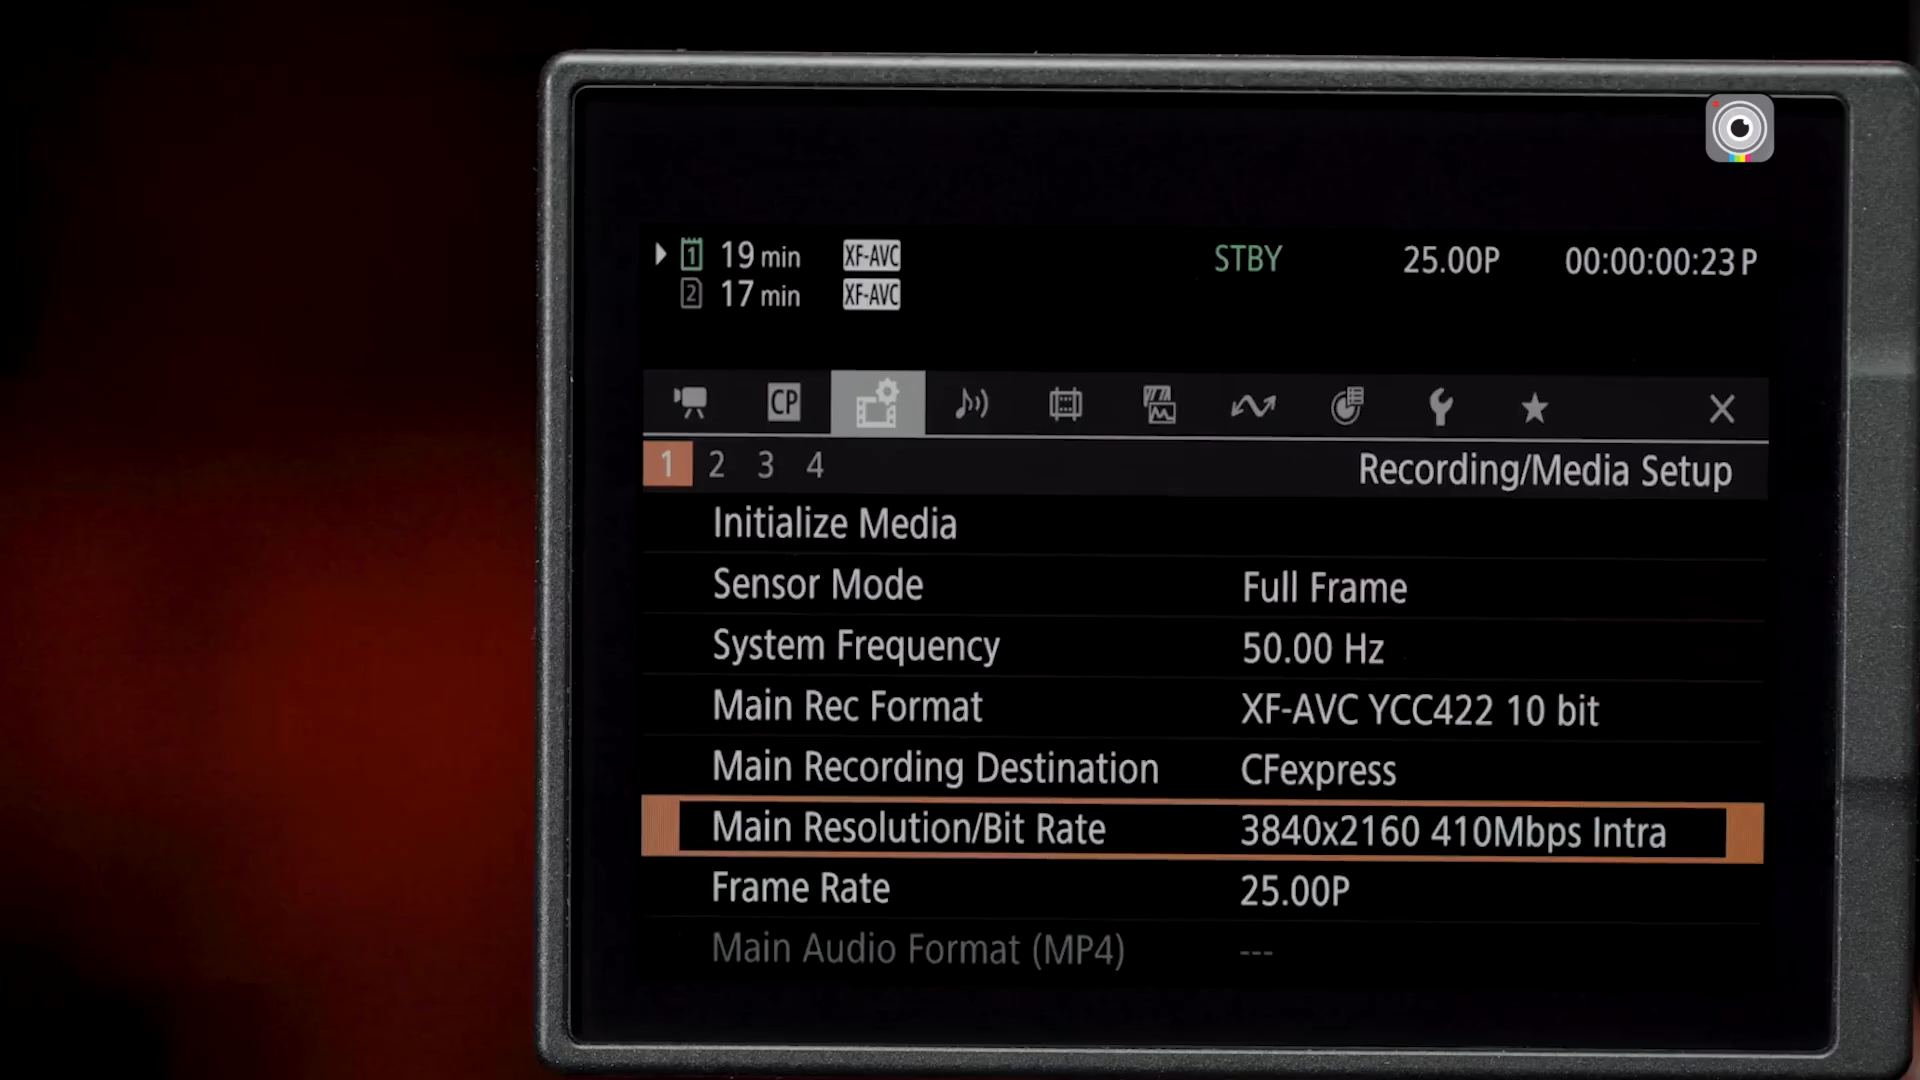 1 19 min XF-AVC STBY 25.00P 00:00:00:23 P
2 17 min XF-AVC
CP
1 2 3 4 Recording/Media Setup
Initialize Media
Sensor Mode Full Frame
System Frequency 50.00 Hz
Main Rec Format XF-AVC YCC422 10 bit
Main Recording Destination CFexpress
Main Resolution/Bit Rate 3840x2160 410Mbps Intra
Frame Rate 25.00P
Main Audio Format (MP4) ---